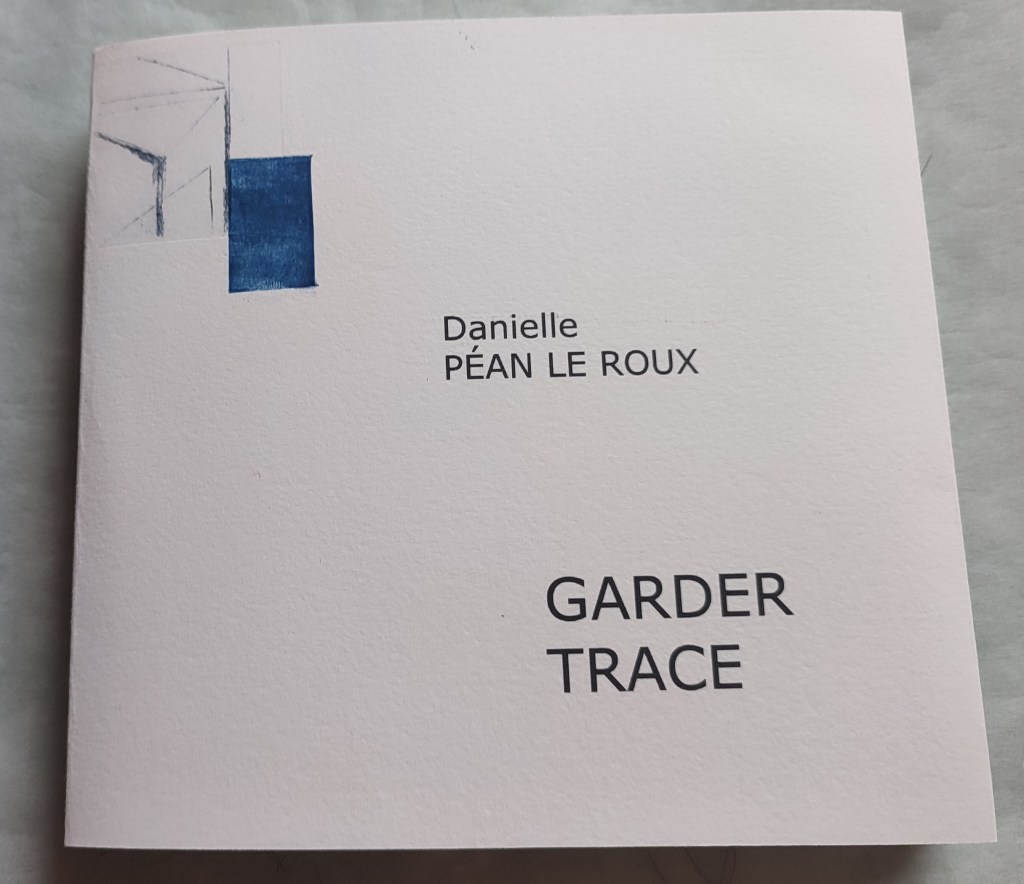 Danielle
PÉAN LE ROUX
GARDER
TRACE